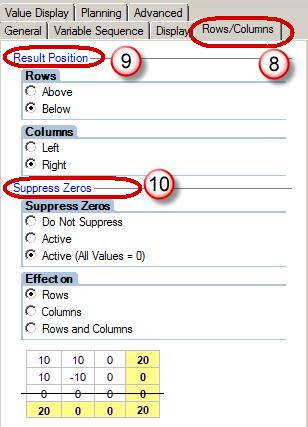 Value Display Planning Advanced
General Variable Sequence Display Rows/Columns
8
Result Position
9
Rows
Above
Below
Columns
Left
Right
Suppress Zeros
10
Suppress Zeros
Do Not Suppress
Active
Active (All Values = 0)
Effect on
Rows
Columns
Rows and Columns
10 10 0 20
10 -10 0 0
0 0 0 0
20 0 0 20